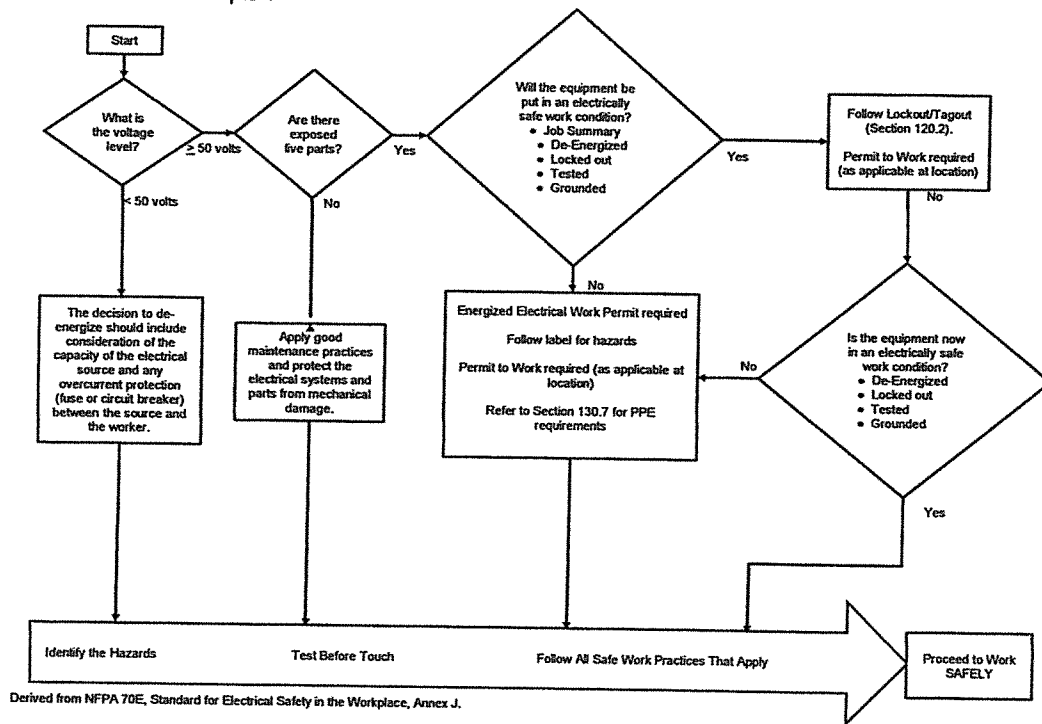 Start
What is
the voltage
level?
≥ 50 volts
< 50 volts
Are there
exposed
live parts?
Yes
No
Will the equipment be
put in an electrically
safe work condition?
• Job Summary
• De-Energized
• Locked out
• Tested
• Grounded
Yes
No
Follow Lockout/Tagout
(Section 120.2).
Permit to Work required
(as applicable at location)
No
The decision to de-
energize should include
consideration of the
capacity of the electrical
source and any
overcurrent protection
(fuse or circuit breaker)
between the source and
the worker.
Apply good
maintenance practices
and protect the
electrical systems and
parts from mechanical
damage.
Energized Electrical Work Permit required
Follow label for hazards
Permit to Work required (as applicable at
location)
Refer to Section 130.7 for PPE
requirements
Is the equipment now
in an electrically safe
work condition?
• De-Energized
• Locked out
• Tested
• Grounded
No
Yes
Identify the Hazards
Test Before Touch
Follow All Safe Work Practices That Apply
Proceed to Work
SAFELY
Derived from NFPA 70E, Standard for Electrical Safety in the Workplace, Annex J.